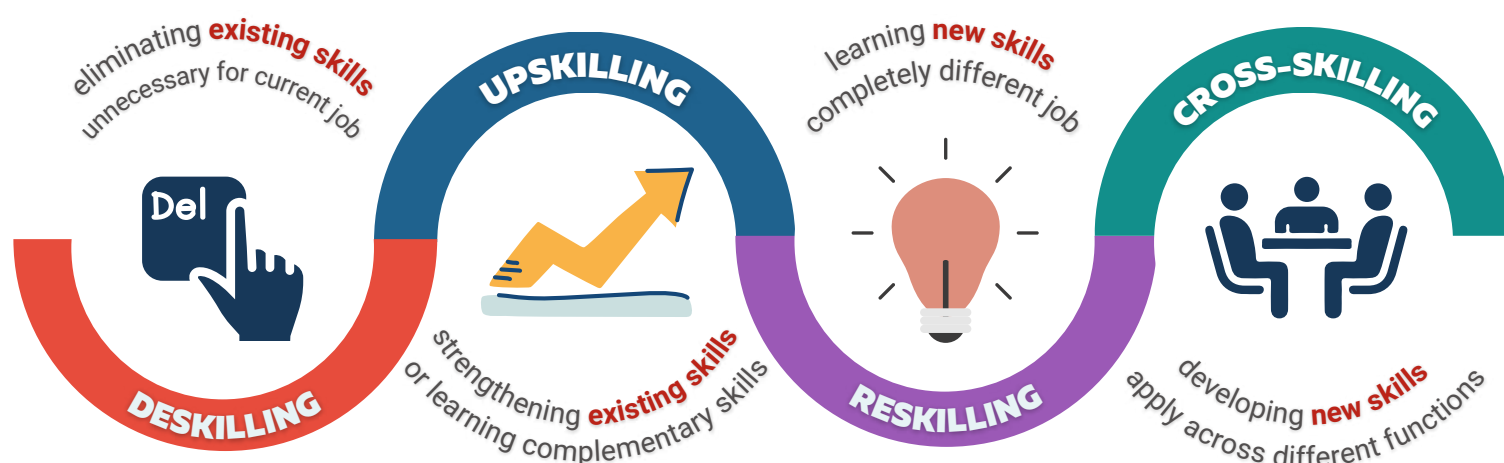 eliminating existing skills
unnecessary for current job
Del
DESKILLING
UPSKILLING
strengthening existing skills
or learning complementary skills
learning new skills
completely different job
RESKILLING
CROSS-SKILLING
developing new skills
apply across different functions